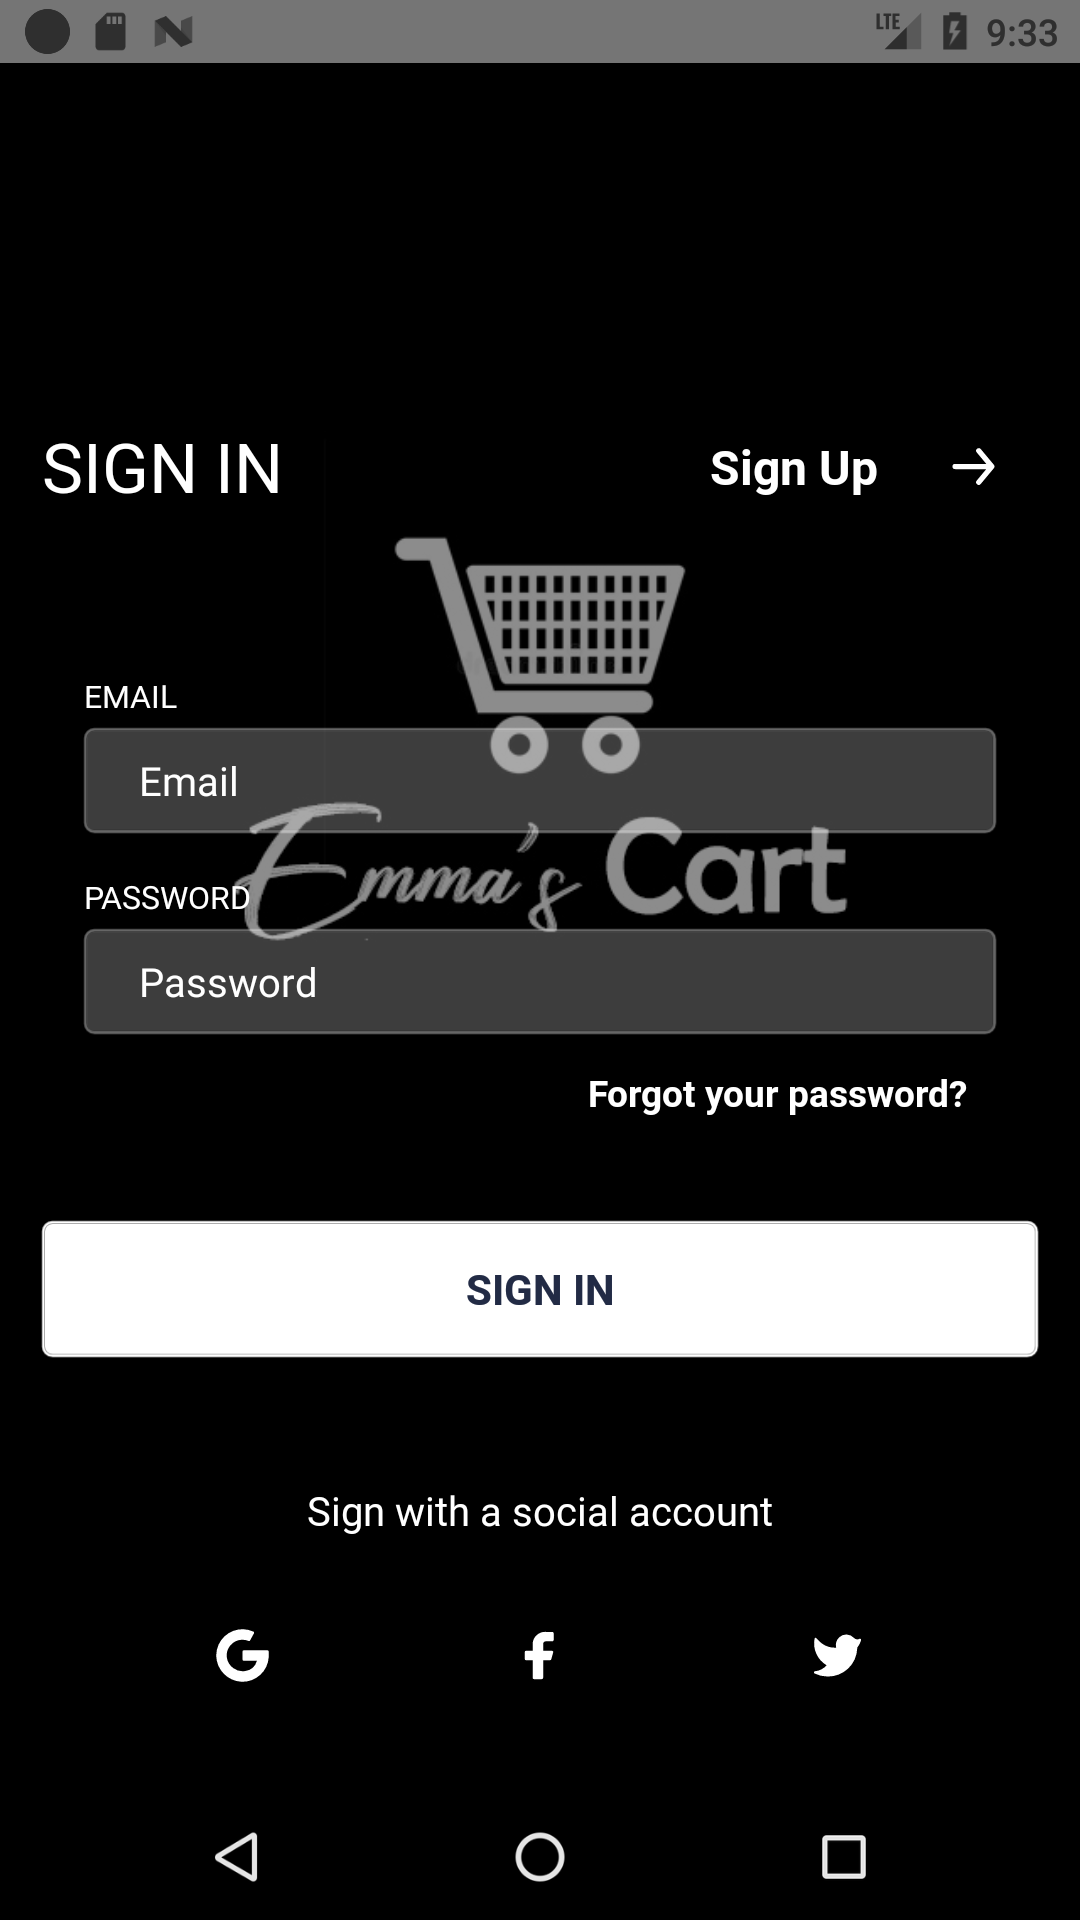 LTE 9:33
SIGN IN
Sign Up
EMAIL
Email
Emma's Cart
PASSWORD
Password
Forgot your password?
SIGN IN
Sign with a social account